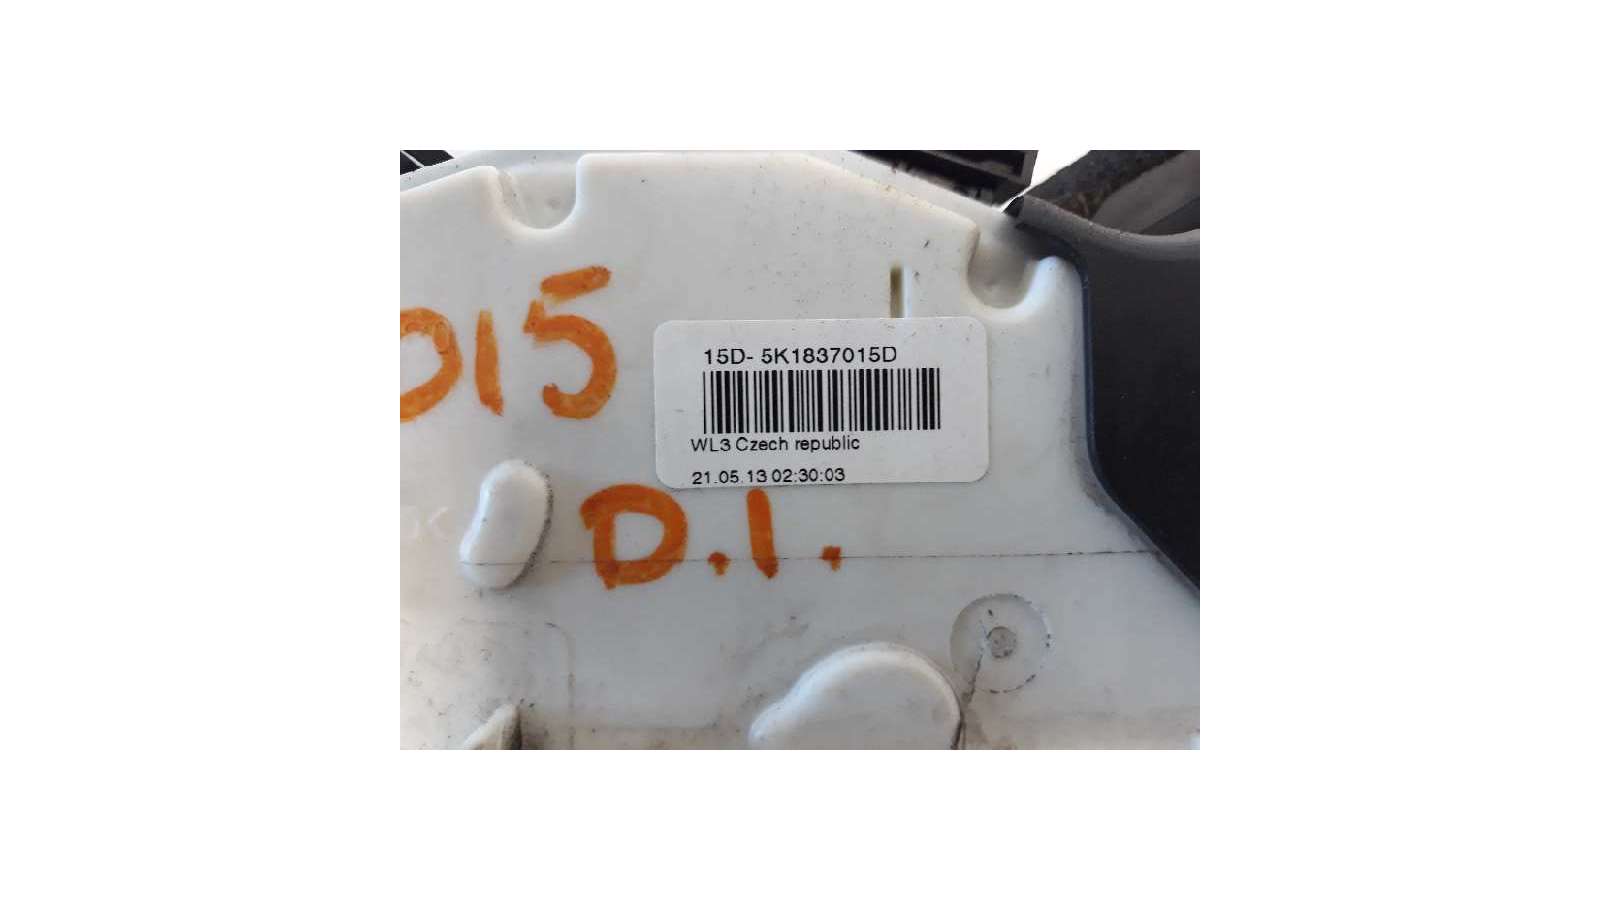 015
15D- 5K1837015D
WL3 Czech republic
21.05.13 02:30:03
D.I.